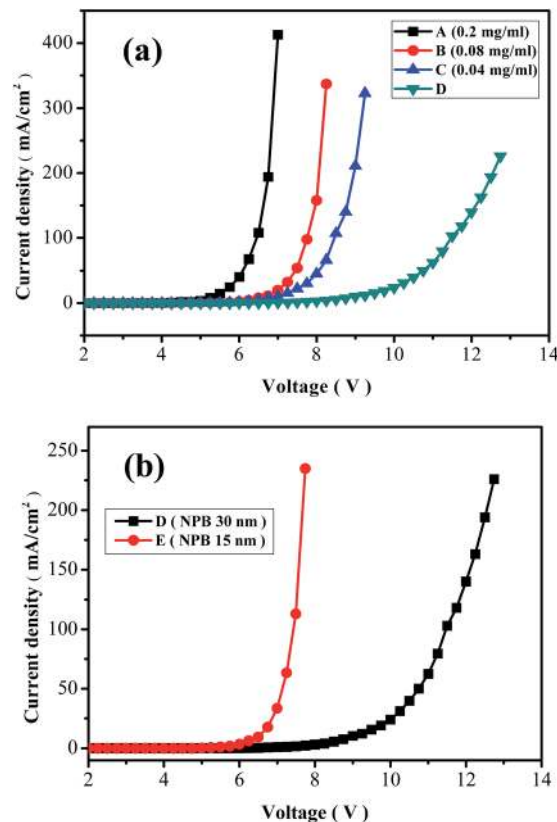 (a)
A (0.2 mg/ml)
B (0.08 mg/ml)
C (0.04 mg/ml)
D
Current density ( mA/cm²)
400
300
200
100
0
2 4 6 8 10 12 14
Voltage ( V )
(b)
D ( NPB 30 nm )
E ( NPB 15 nm )
Current density ( mA/cm²)
250
200
150
100
50
0
2 4 6 8 10 12 14
Voltage ( V )